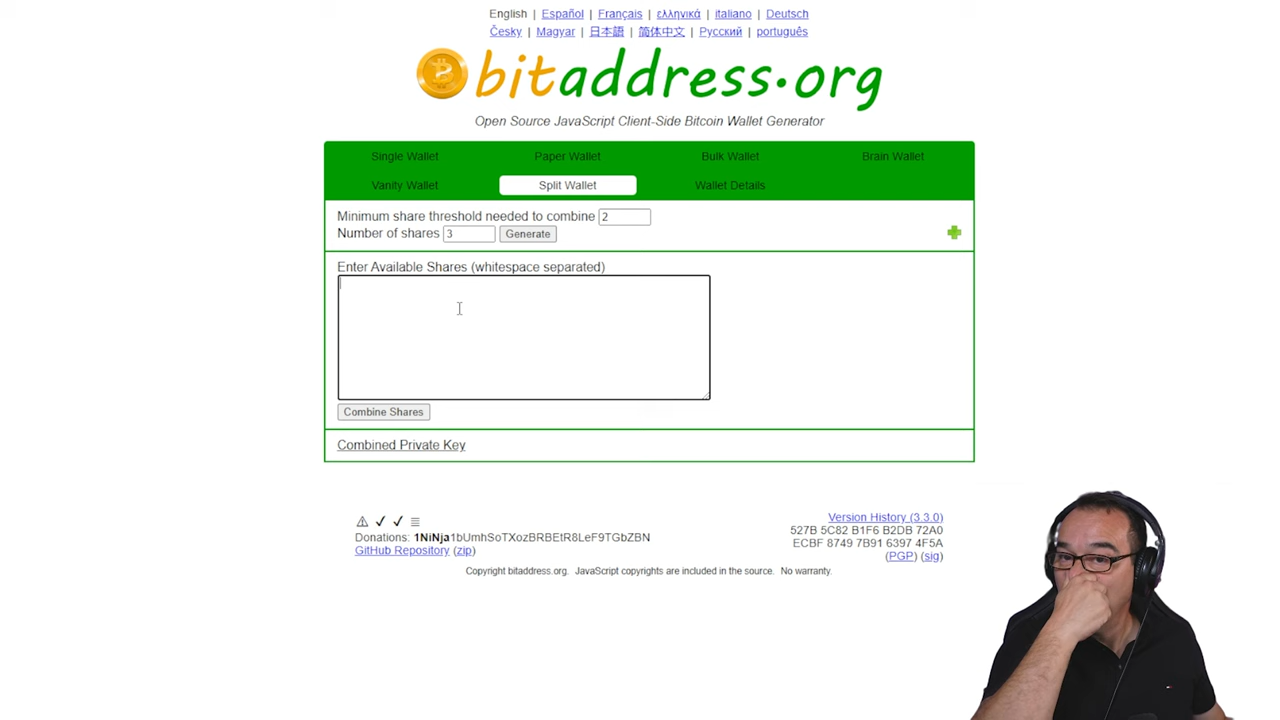 English | Español | Français | ελληνικά | italiano | Deutsch
Česky | Magyar | 日本語 | 简体中文 | Русский | português
bitaddress.org
Open Source JavaScript Client-Side Bitcoin Wallet Generator
Single Wallet Paper Wallet Bulk Wallet Brain Wallet
Vanity Wallet Split Wallet Wallet Details
Minimum share threshold needed to combine 2
Number of shares 3 Generate
Enter Available Shares (whitespace separated)
Combine Shares
Combined Private Key
Donations: 1NiNja1bUmhSoTXozBRBEtR8LeF9TGbZBN
GitHub Repository (zip)
Version History (3.3.0)
527B 5C82 B1F6 B2DB 72A0
ECBF 8749 7B91 6397 4F5A
(PGP) (sig)
Copyright bitaddress.org. JavaScript copyrights are included in the source. No warranty.